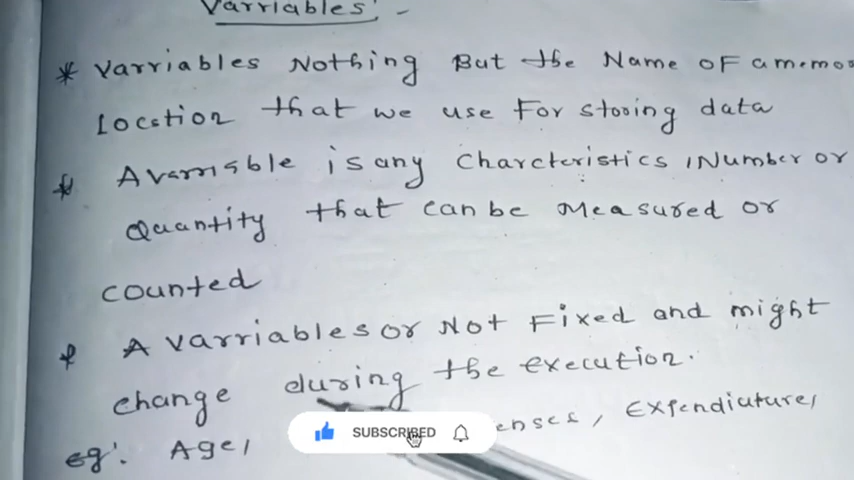 Varriables:-
* Varriables Nothing But the Name of a memo
Locstion that we use For storing data
* A varriable is any Charcteristics, Number or
Quantity that can be Measured or
counted
* A varriables or Not Fixed and might
change during the execution.
eg: Age, enses, Expendiature,
SUBSCRIBED